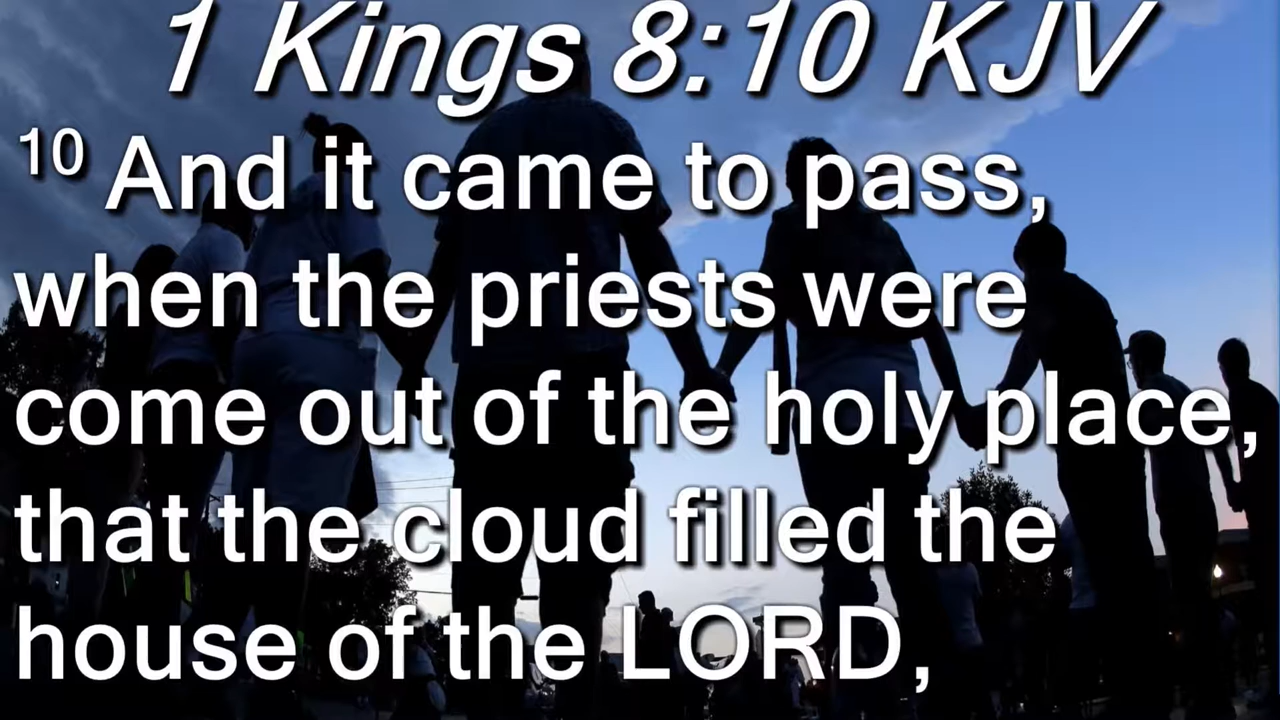 1 Kings 8:10 KJV
10 And it came to pass,
when the priests were
come out of the holy place,
that the cloud filled the
house of the LORD,